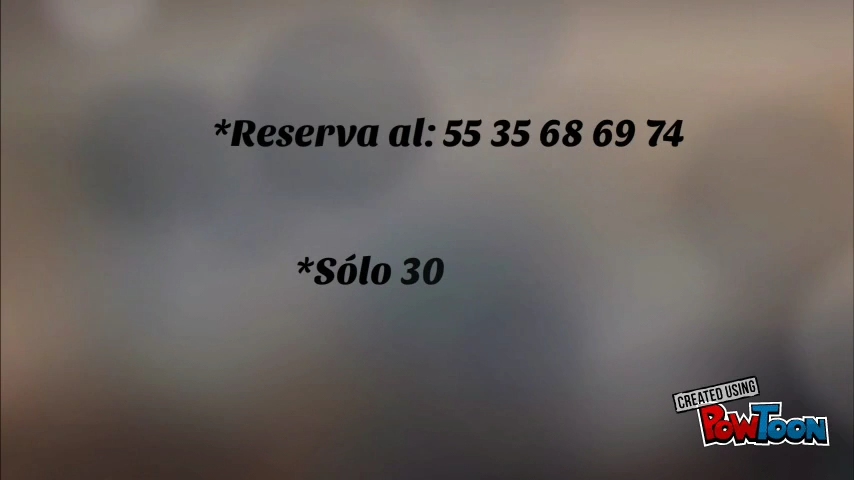 *Reserva al: 55 35 68 69 74
*Sólo 30
CREATED USING
POWTOON